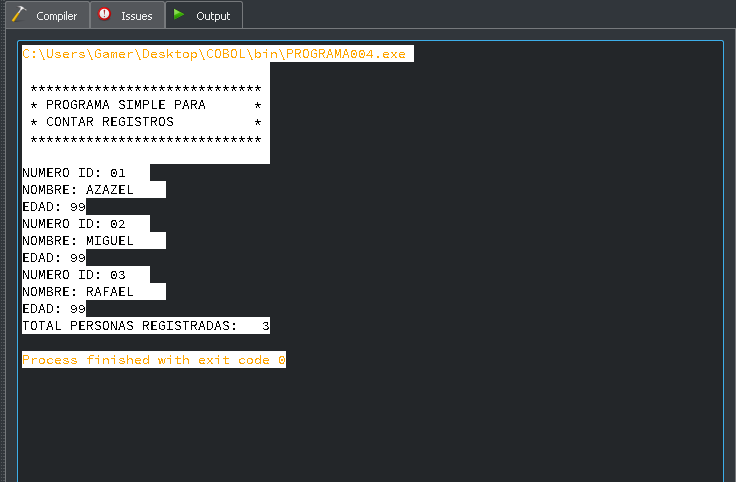 Compiler Issues Output
C:\Users\Gamer\Desktop\COBOL\bin\PROGRAMA004.exe
*****************************
* PROGRAMA SIMPLE PARA      *
* CONTAR REGISTROS          *
*****************************
NUMERO ID: 01
NOMBRE: AZAZEL
EDAD: 99
NUMERO ID: 02
NOMBRE: MIGUEL
EDAD: 99
NUMERO ID: 03
NOMBRE: RAFAEL
EDAD: 99
TOTAL PERSONAS REGISTRADAS:   3
Process finished with exit code 0